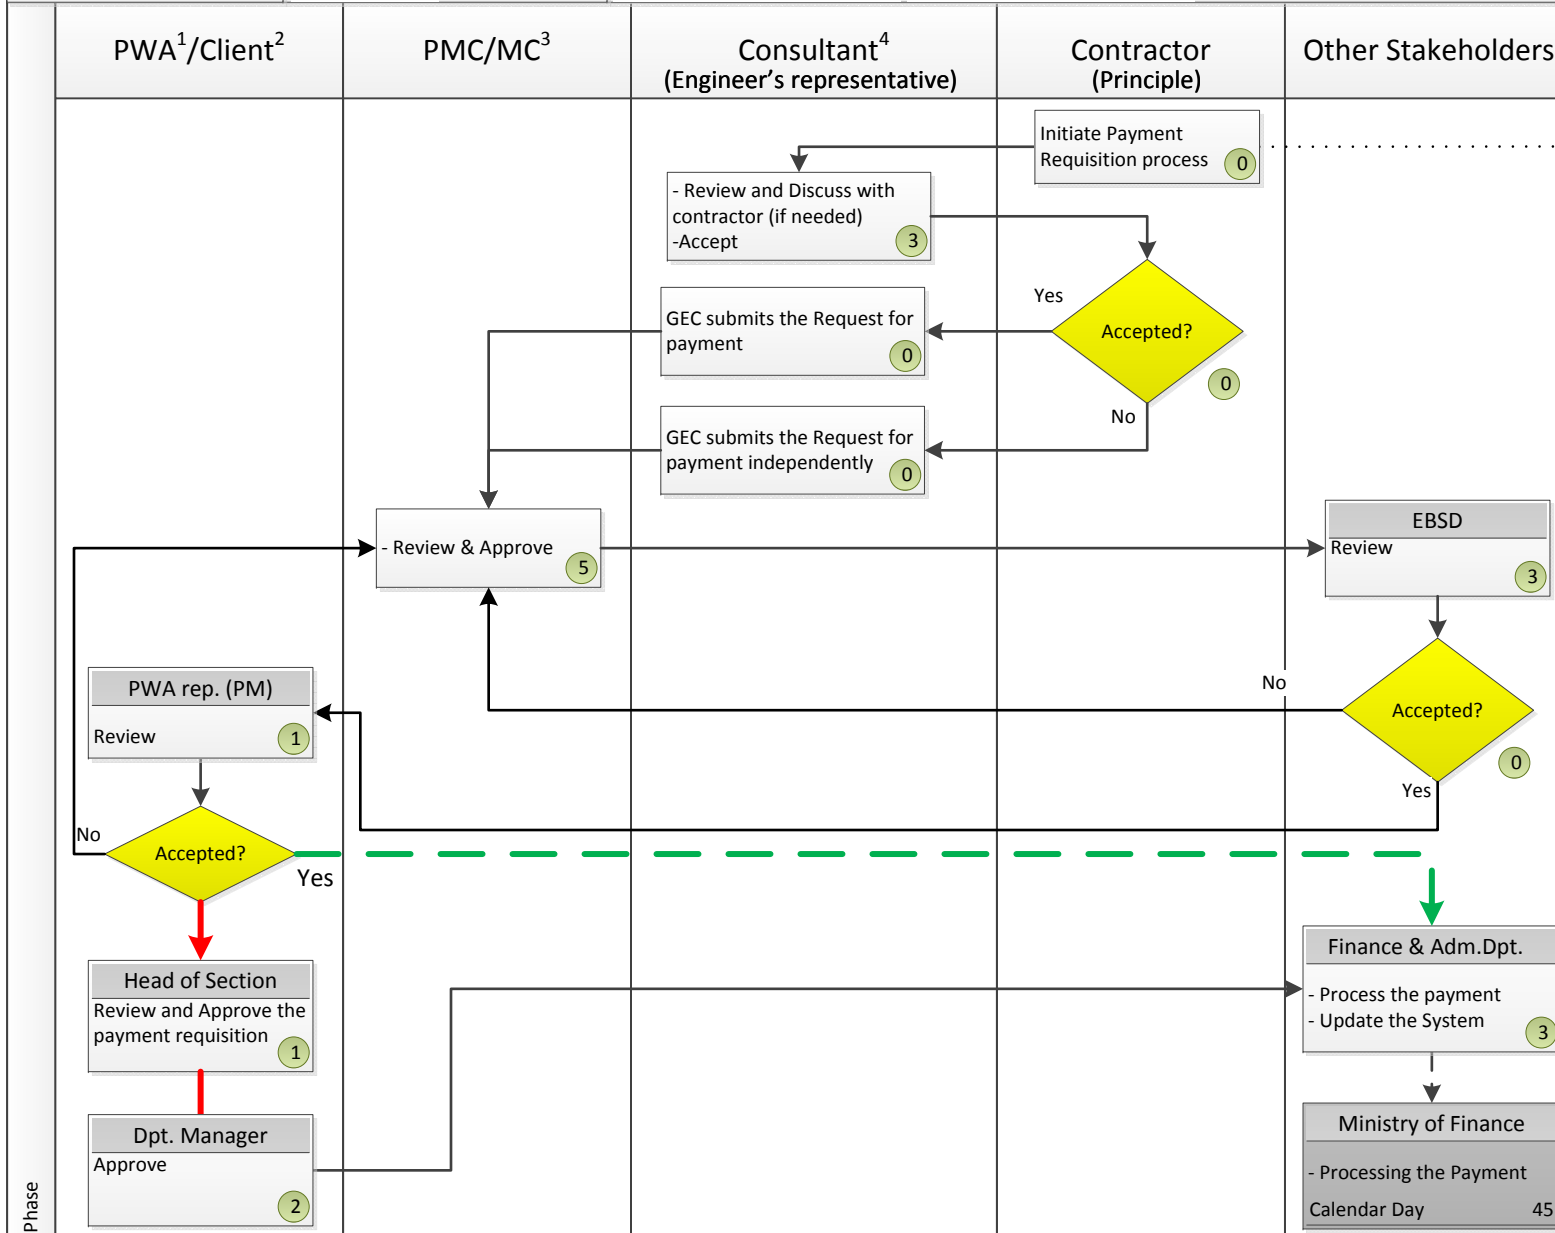 PWA1/Client2
PMC/MC3
Consultant4
(Engineer's representative)
Contractor
(Principle)
Other Stakeholders
Initiate Payment
Requisition process
0
- Review and Discuss with
contractor (if needed)
-Accept
3
Yes
Accepted?
0
No
GEC submits the Request for
payment
0
GEC submits the Request for
payment independently
0
- Review & Approve
5
EBSD
Review
3
No
Accepted?
0
Yes
PWA rep. (PM)
Review
1
No
Accepted?
Yes
Head of Section
Review and Approve the
payment requisition
1
Finance & Adm.Dpt.
- Process the payment
- Update the System
3
Dpt. Manager
Approve
2
Ministry of Finance
- Processing the Payment
Calendar Day 45
Phase